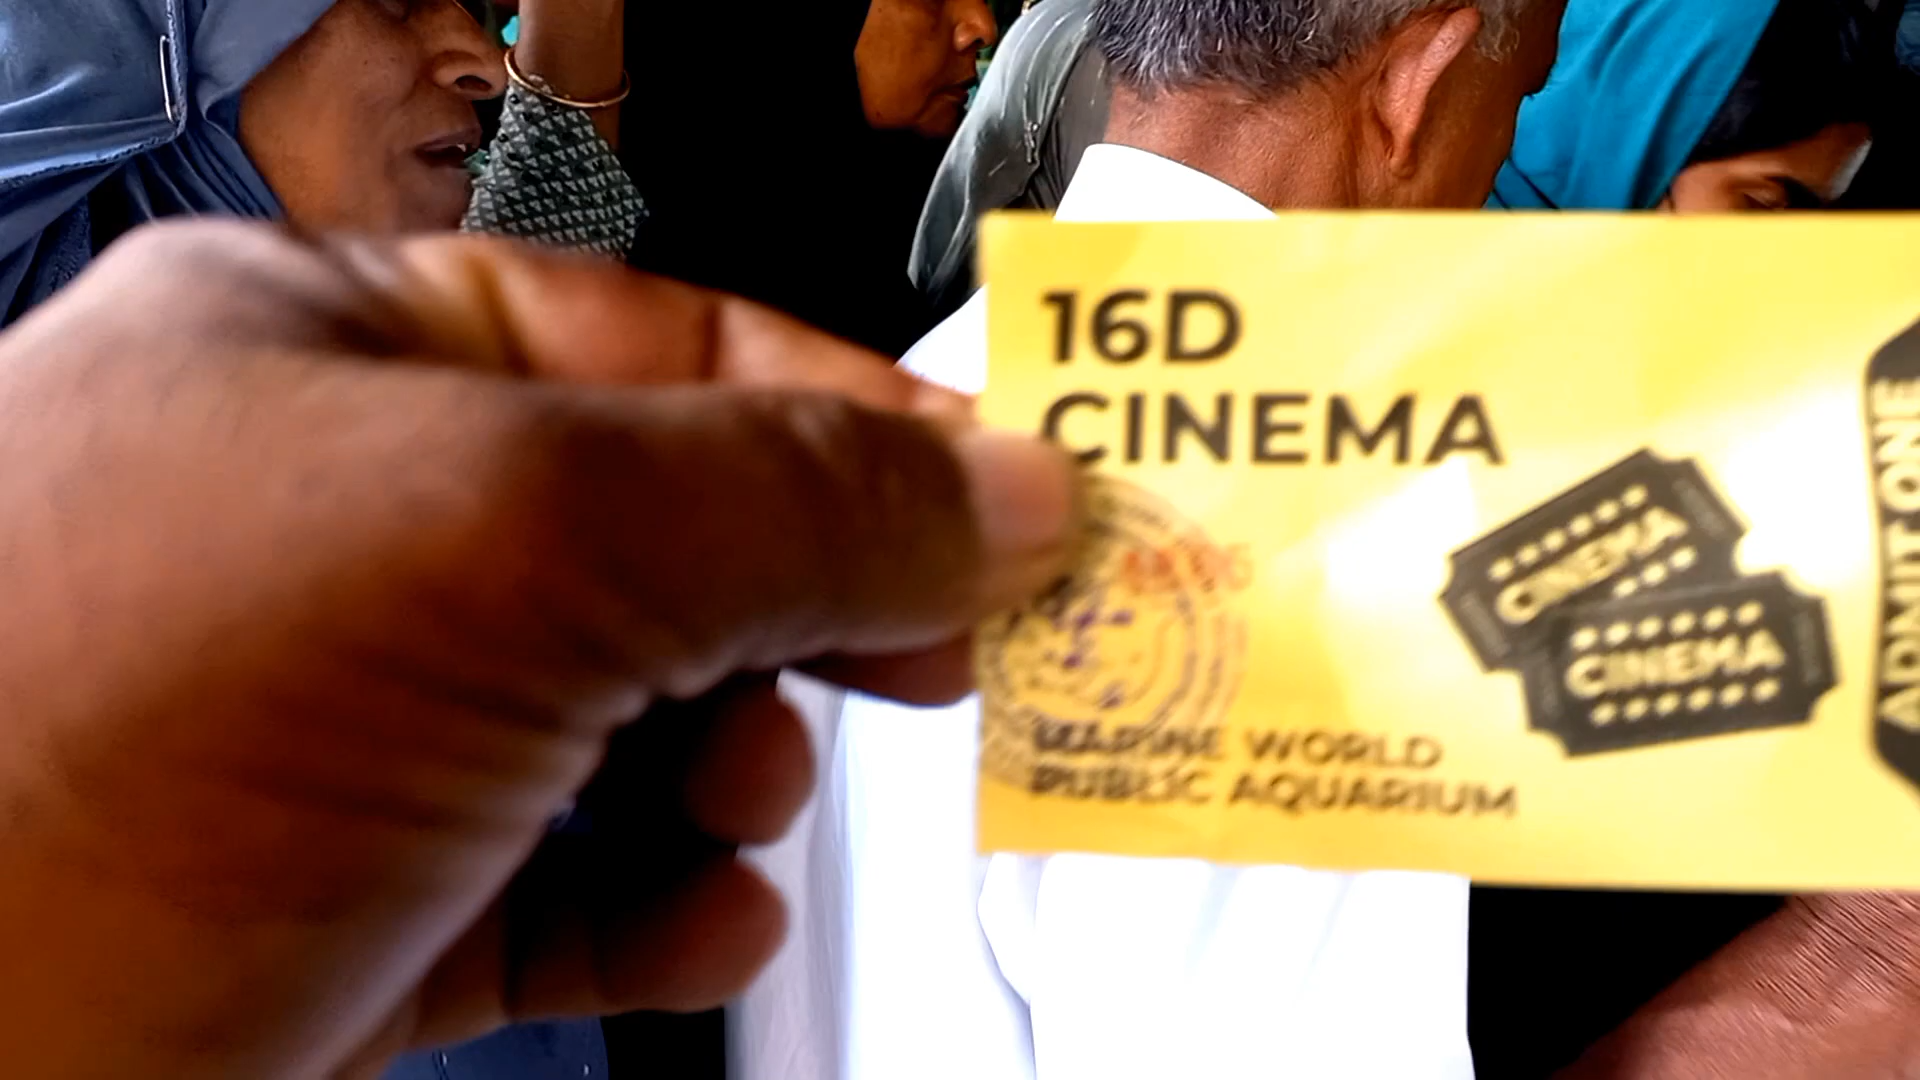 16D
CINEMA
CINEMA
CINEMA
ADMIT ONE
MARINE WORLD
PUBLIC AQUARIUM